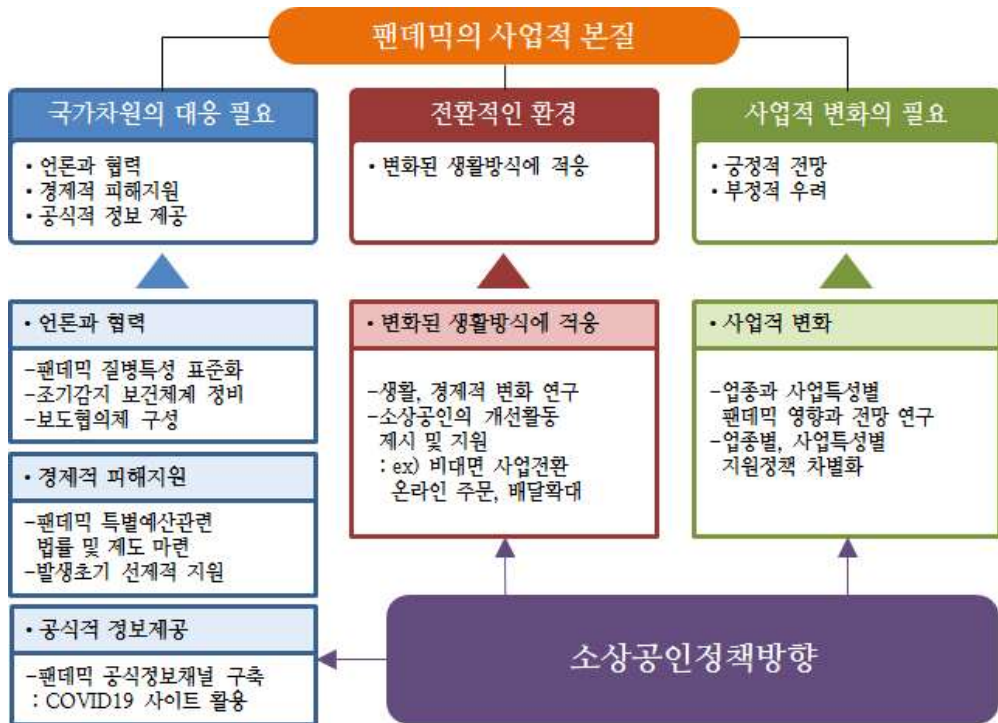 팬데믹의 사업적 본질
국가차원의 대응 필요
• 언론과 협력
• 경제적 피해지원
• 공식적 정보 제공
전환적인 환경
• 변화된 생활방식에 적응
사업적 변화의 필요
• 긍정적 전망
• 부정적 우려
• 언론과 협력
-팬데믹 질병특성 표준화
-조기감지 보건체계 정비
-보도협의체 구성
• 경제적 피해지원
-팬데믹 특별예산관련
법률 및 제도 마련
-발생초기 선제적 지원
• 공식적 정보제공
-팬데믹 공식정보채널 구축
: COVID19 사이트 활용
• 변화된 생활방식에 적응
-생활, 경제적 변화 연구
-소상공인의 개선활동
제시 및 지원
: ex) 비대면 사업전환
온라인 주문, 배달확대
• 사업적 변화
-업종과 사업특성별
팬데믹 영향과 전망 연구
-업종별, 사업특성별
지원정책 차별화
소상공인정책방향